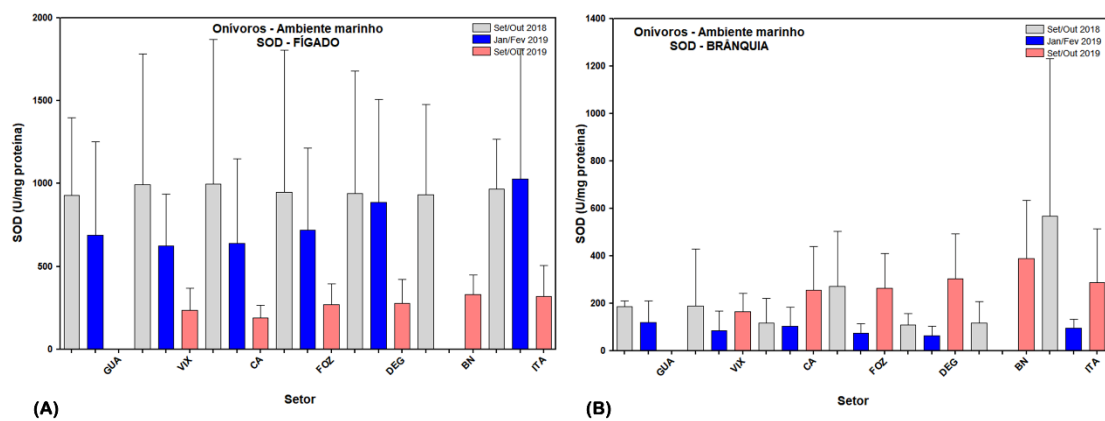 Onívoros - Ambiente marinho
SOD - FÍGADO
Set/Out 2018
Jan/Fev 2019
Set/Out 2019
SOD (U/mg proteína)
2000
1500
1000
500
0
GUA
VIX
CA
FOZ
DEG
BN
ITA
Setor
(A)
Onívoros - Ambiente marinho
SOD - BRÂNQUIA
Set/Out 2018
Jan/Fev 2019
Set/Out 2019
SOD (U/mg proteína)
1400
1200
1000
800
600
400
200
0
GUA
VIX
CA
FOZ
DEG
BN
ITA
Setor
(B)